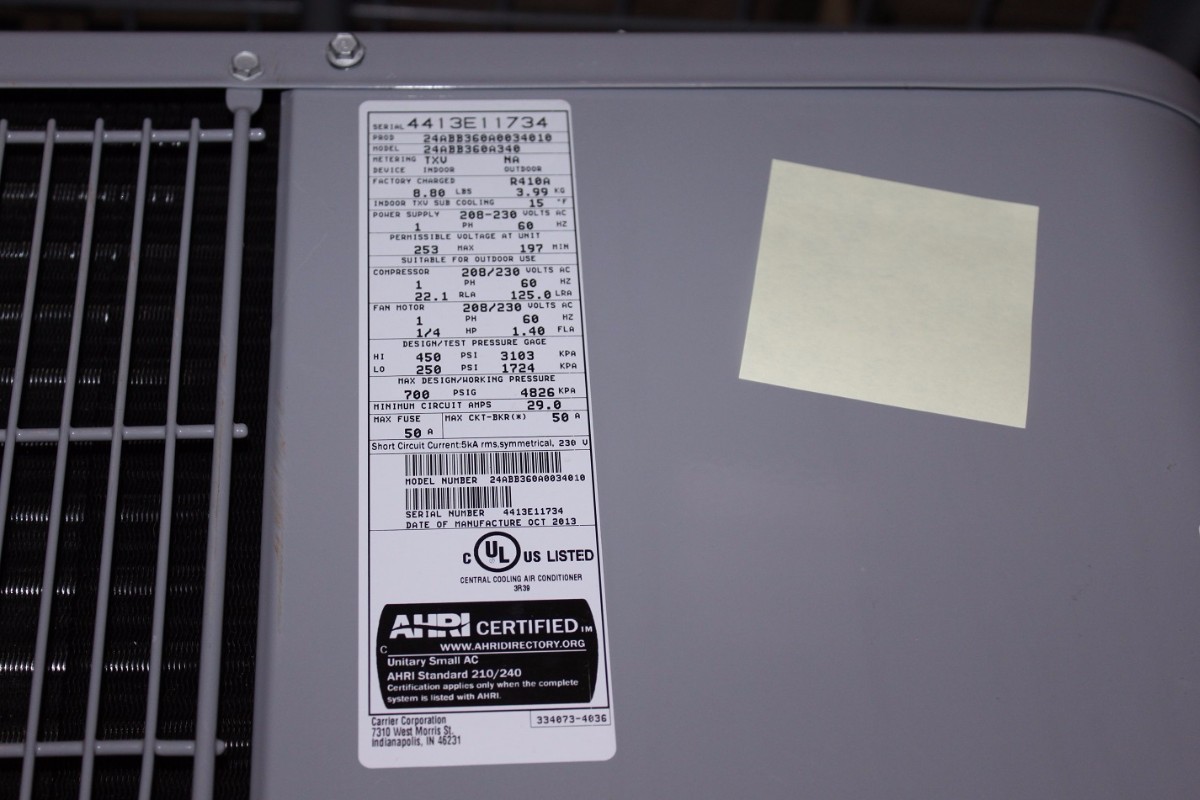 SERIAL 4413E11734
PROD 24ABB360A0034010
MODEL 24ABB360A340
METERING TXV NA
DEVICE INDOOR OUTDOOR
FACTORY CHARGED R410A
8.80 LBS 3.99 KG
INDOOR TXV SUB COOLING 15 °F
POWER SUPPLY 208-230 VOLTS AC
1 PH 60 HZ
PERMISSIBLE VOLTAGE AT UNIT
253 MAX 197 MIN
SUITABLE FOR OUTDOOR USE
COMPRESSOR 208/230 VOLTS AC
1 PH 60 HZ
22.1 RLA 125.0 LRA
FAN MOTOR 208/230 VOLTS AC
1 PH 60 HZ
1/4 HP 1.40 FLA
DESIGN/TEST PRESSURE GAGE
HI 450 PSI 3103 KPA
LO 250 PSI 1724 KPA
MAX DESIGN/WORKING PRESSURE
700 PSIG 4826 KPA
MINIMUM CIRCUIT AMPS 29.0
MAX FUSE MAX CKT-BKR(*) 50 A
50 A
Short Circuit Current:5kA rms,symmetrical, 230 V
MODEL NUMBER 24ABB360A0034010
SERIAL NUMBER 4413E11734
DATE OF MANUFACTURE OCT 2013
C UL US LISTED
CENTRAL COOLING AIR CONDITIONER
3R39
AHRI CERTIFIED TM
C WWW.AHRIDIRECTORY.ORG
Unitary Small AC
AHRI Standard 210/240
Certification applies only when the complete
system is listed with AHRI.
334073-4036
Carrier Corporation
7310 West Morris St.
Indianapolis, IN 46231